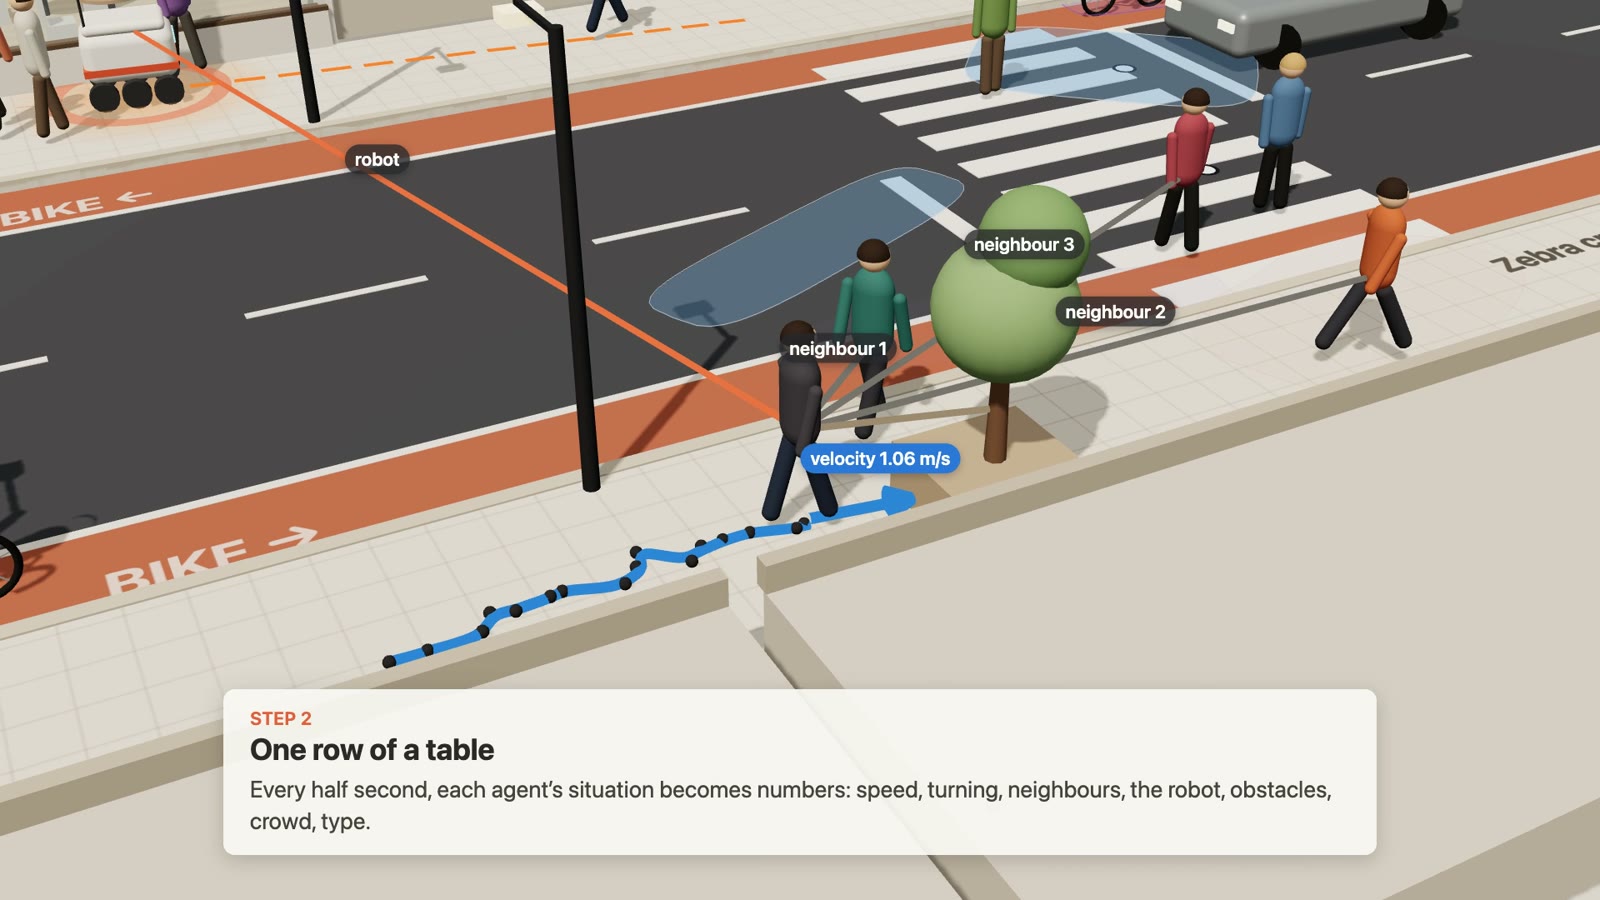 robot
BIKE ←
neighbour 3
neighbour 2
neighbour 1
velocity 1.06 m/s
BIKE →
Zebra
STEP 2
One row of a table
Every half second, each agent’s situation becomes numbers: speed, turning, neighbours, the robot, obstacles,
crowd, type.